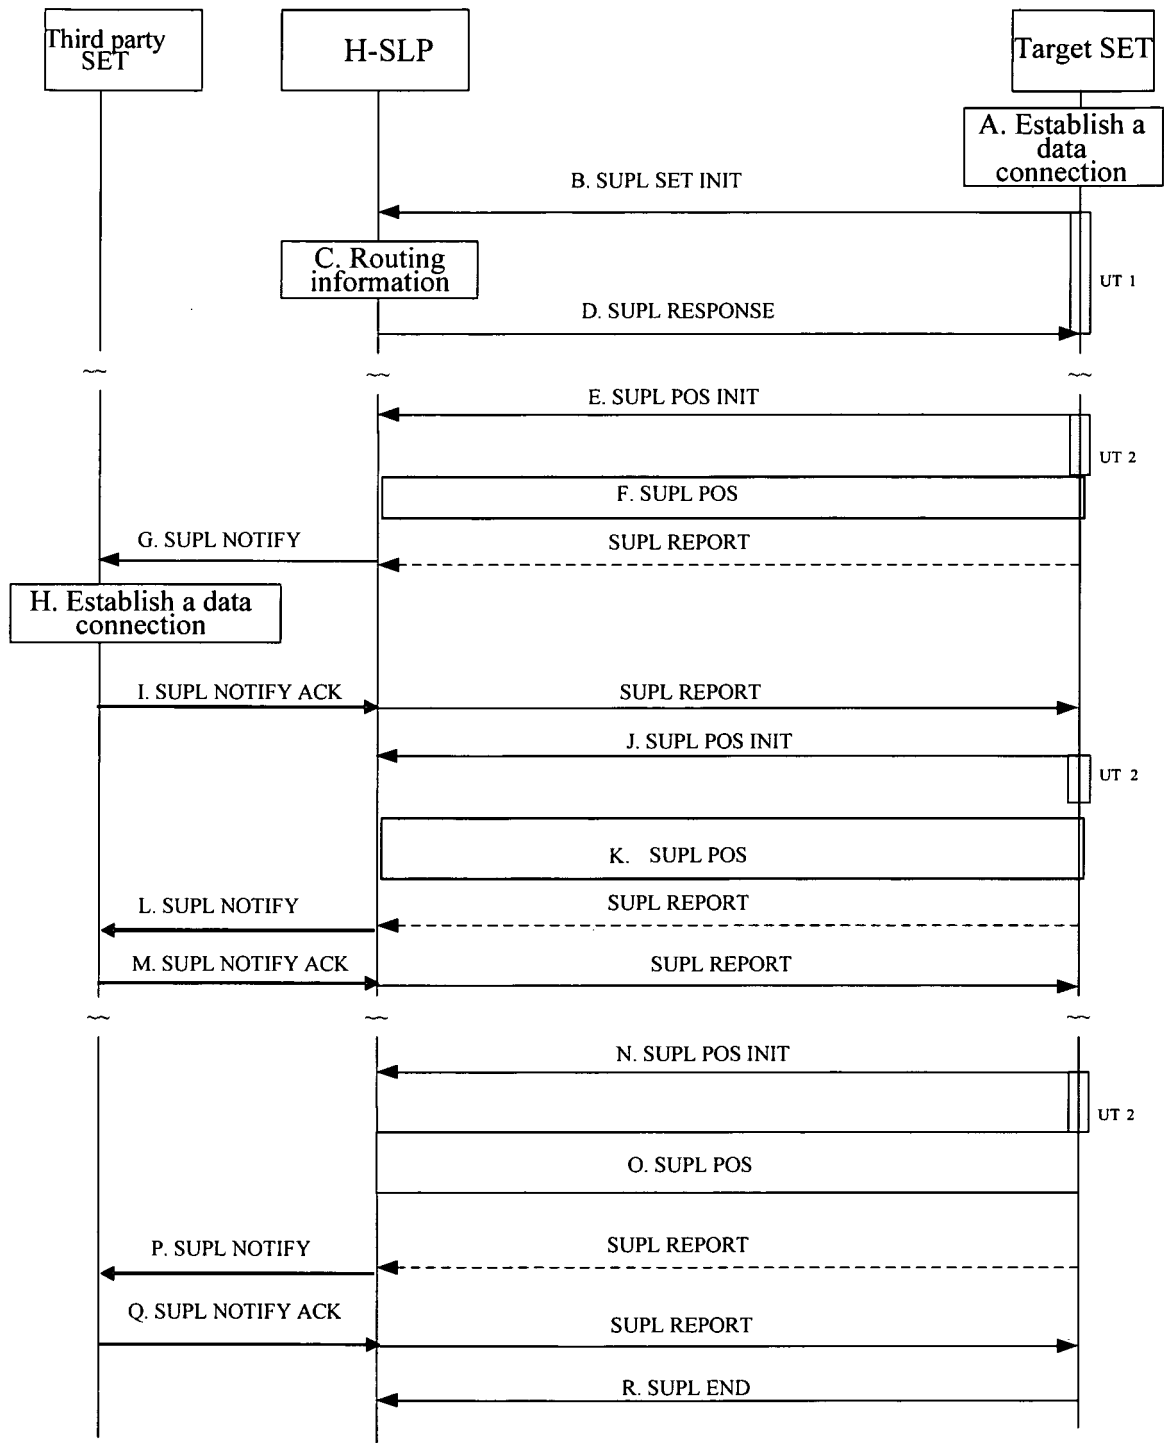 Third party
SET
H-SLP
Target SET
A. Establish a
data
connection
B. SUPL SET INIT
C. Routing
information
UT 1
D. SUPL RESPONSE
E. SUPL POS INIT
UT 2
F. SUPL POS
G. SUPL NOTIFY
SUPL REPORT
H. Establish a data
connection
I. SUPL NOTIFY ACK
SUPL REPORT
J. SUPL POS INIT
UT 2
K. SUPL POS
L. SUPL NOTIFY
SUPL REPORT
M. SUPL NOTIFY ACK
SUPL REPORT
N. SUPL POS INIT
UT 2
O. SUPL POS
P. SUPL NOTIFY
SUPL REPORT
Q. SUPL NOTIFY ACK
SUPL REPORT
R. SUPL END